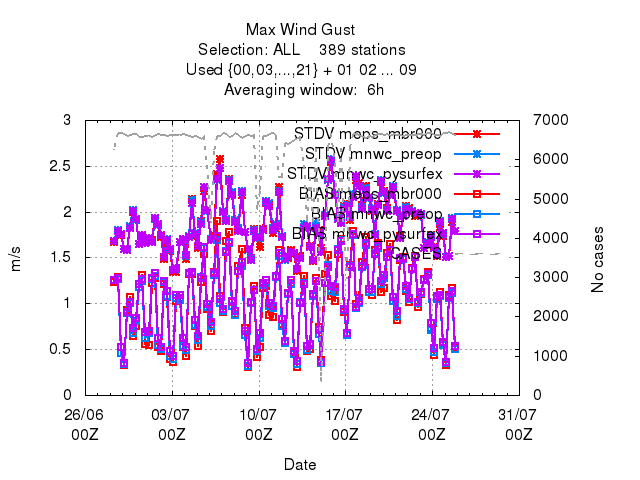 Max Wind Gust
Selection: ALL 389 stations
Used {00,03,...,21} + 01 02 ... 09
Averaging window: 6h
3
2.5
2
1.5
1
0.5
0
m/s
7000
6000
5000
4000
3000
2000
1000
0
No cases
STDV meps_mbr000
STDV mnwc_preop
STDV mnwc_pysurfex
BIAS meps_mbr000
BIAS mnwc_preop
BIAS mnwc_pysurfex
CASES
26/06 03/07 10/07 17/07 24/07 31/07
00Z 00Z 00Z 00Z 00Z 00Z
Date